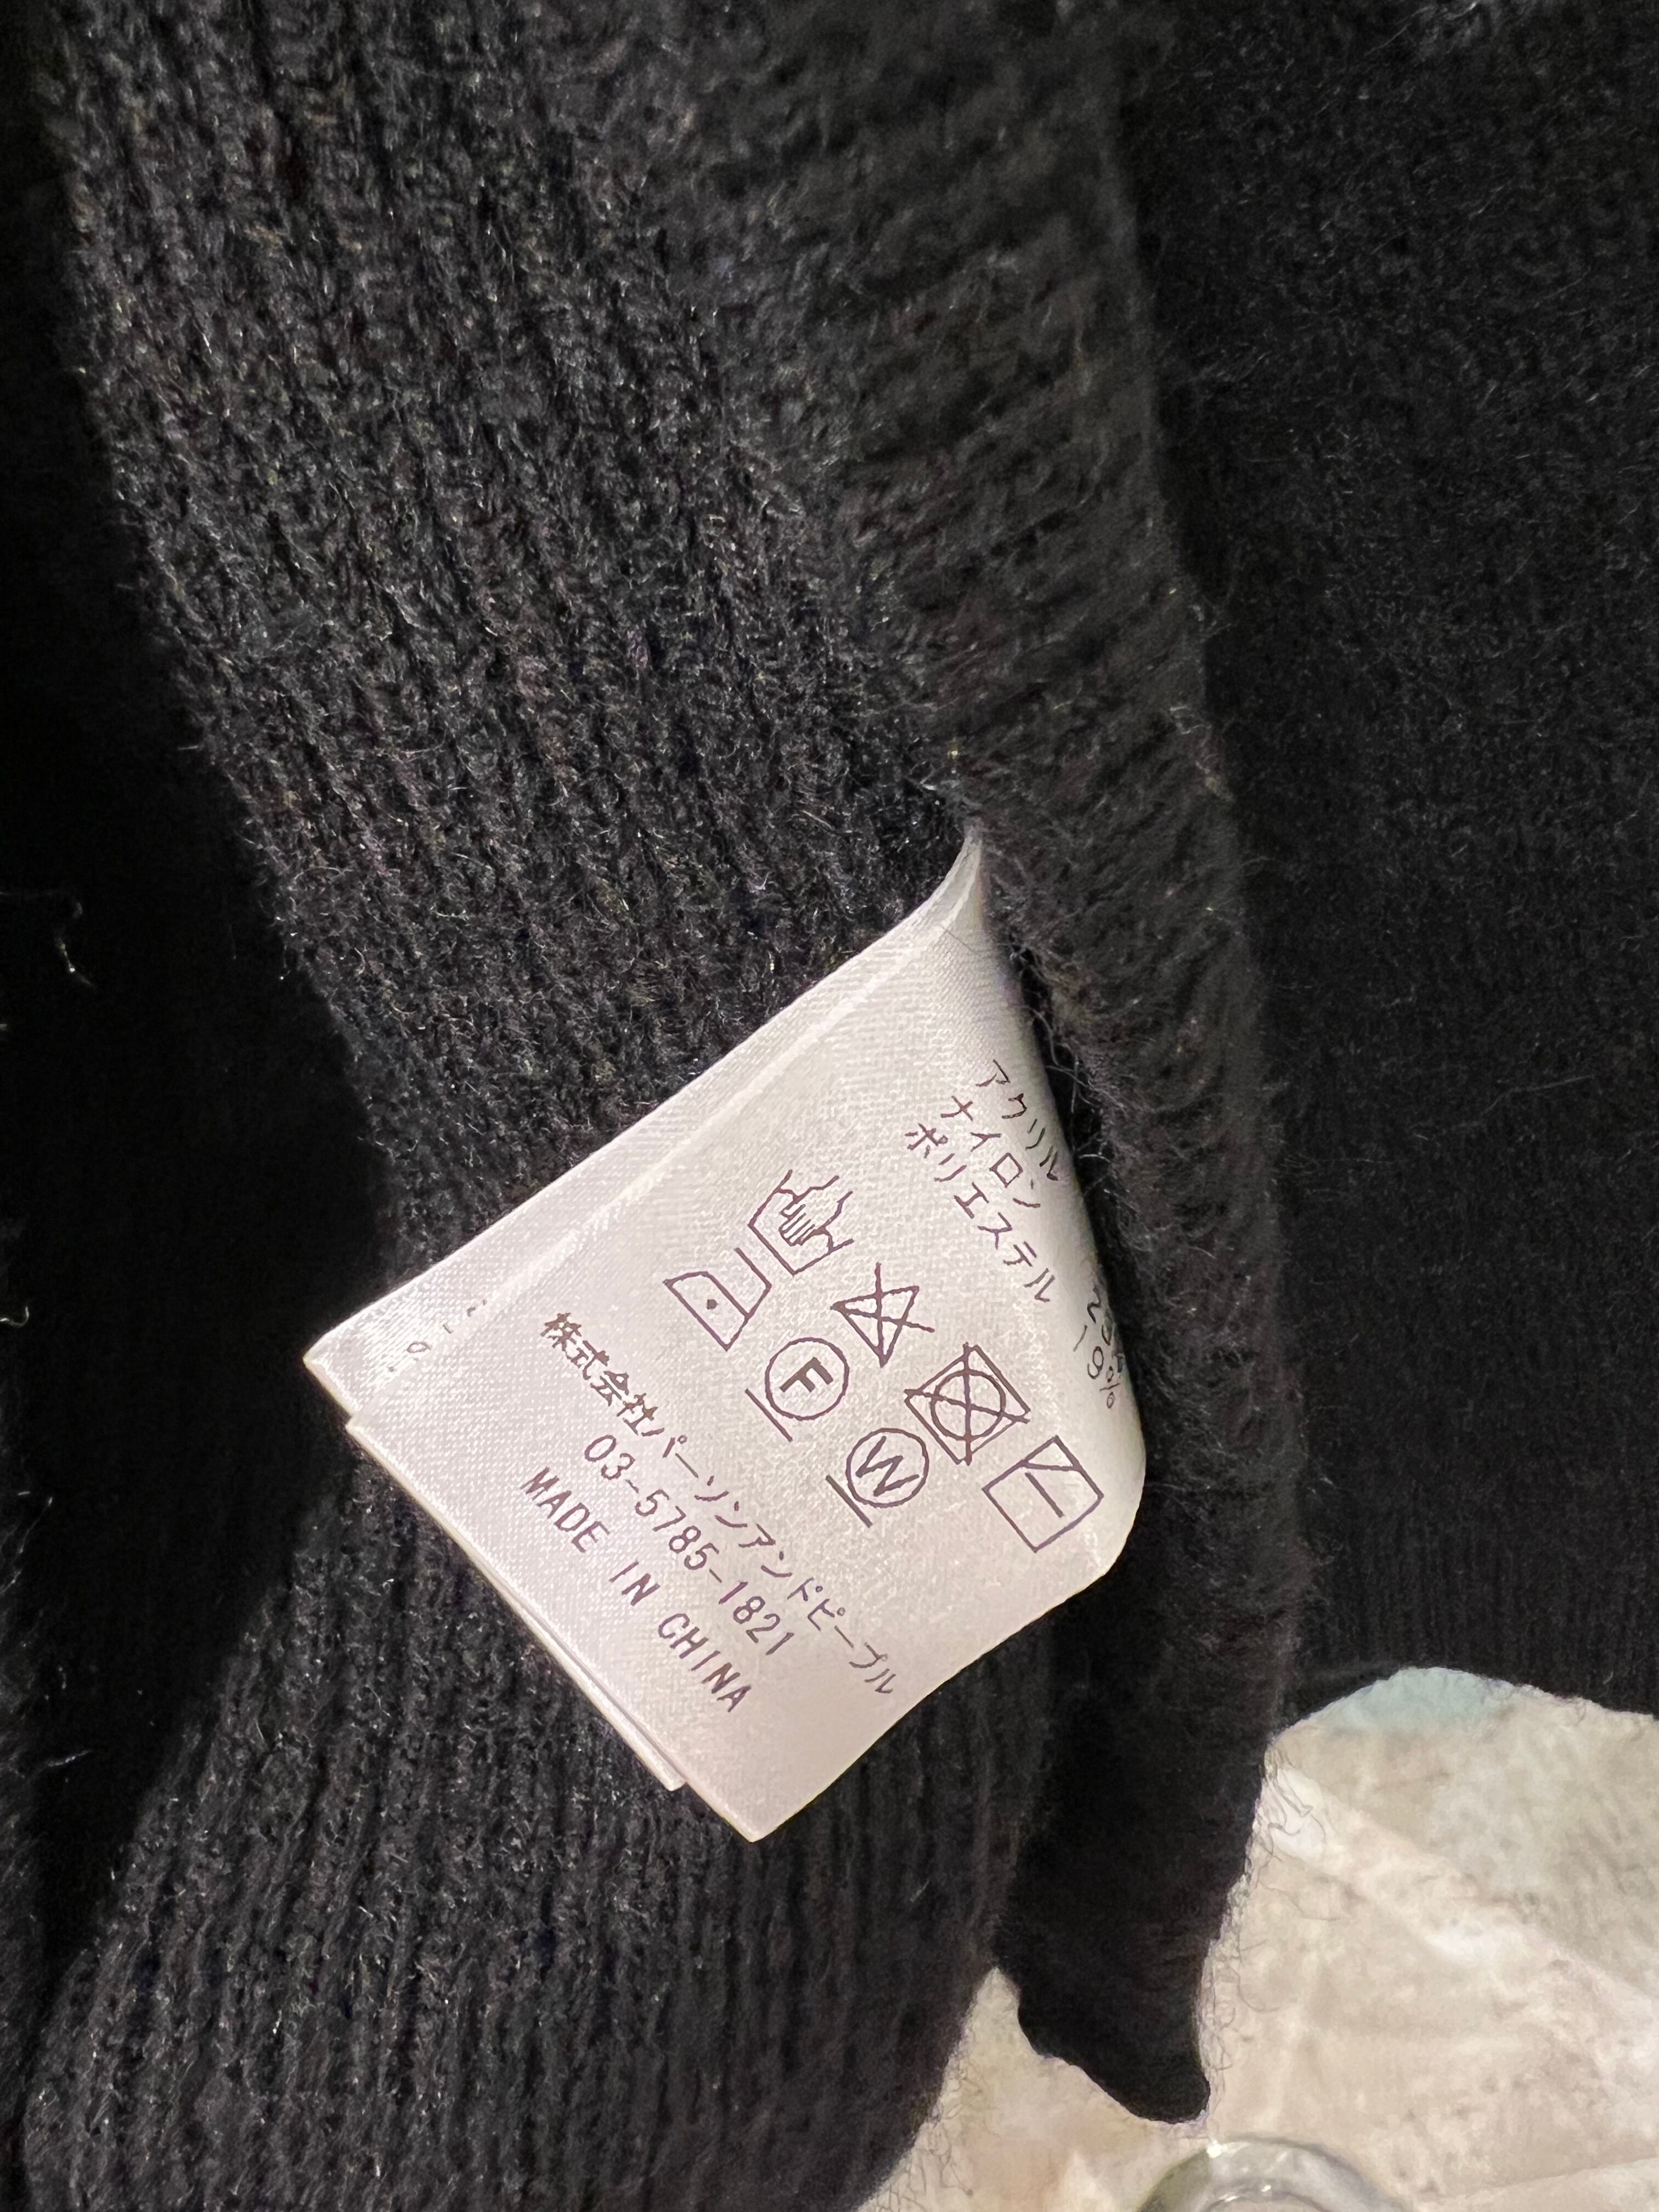 アクリル
ナイロン
ポリエステル 19%
F
W
株式会社パーソンアンドピープル
03-5785-1821
MADE IN CHINA